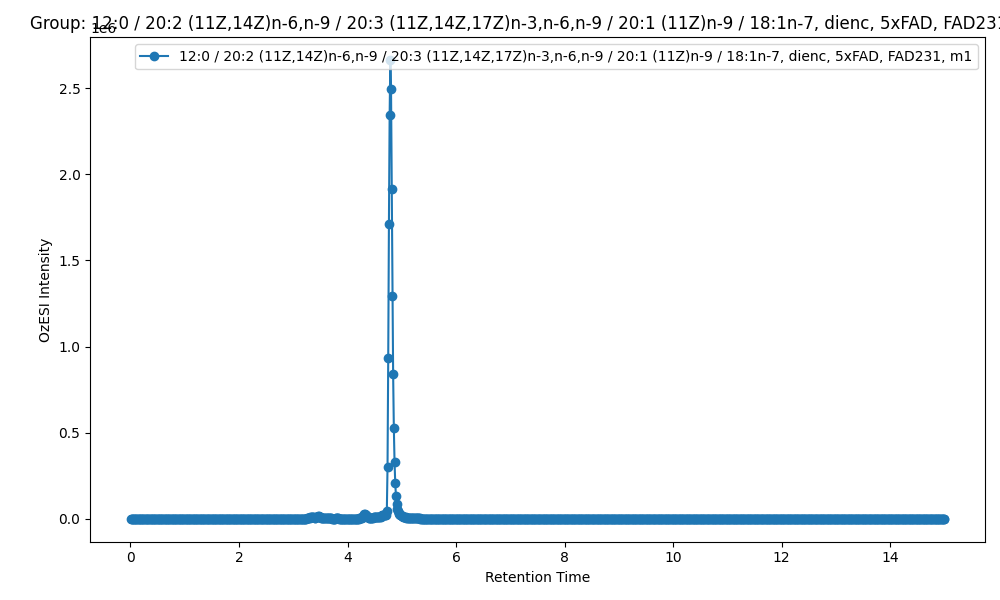 Group: 12:0 / 20:2 (11Z,14Z)n-6,n-9 / 20:3 (11Z,14Z,17Z)n-3,n-6,n-9 / 20:1 (11Z)n-9 / 18:1n-7, dienc, 5xFAD, FAD231
1e6
12:0 / 20:2 (11Z,14Z)n-6,n-9 / 20:3 (11Z,14Z,17Z)n-3,n-6,n-9 / 20:1 (11Z)n-9 / 18:1n-7, dienc, 5xFAD, FAD231, m1
2.5
2.0
1.5
1.0
0.5
0.0
OzESI Intensity
0 2 4 6 8 10 12 14
Retention Time